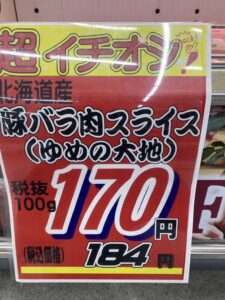 超イチオシ!
北海道産
豚バラ肉スライス
(ゆめの大地)
税抜
100g 170円
(税込価格) 184円